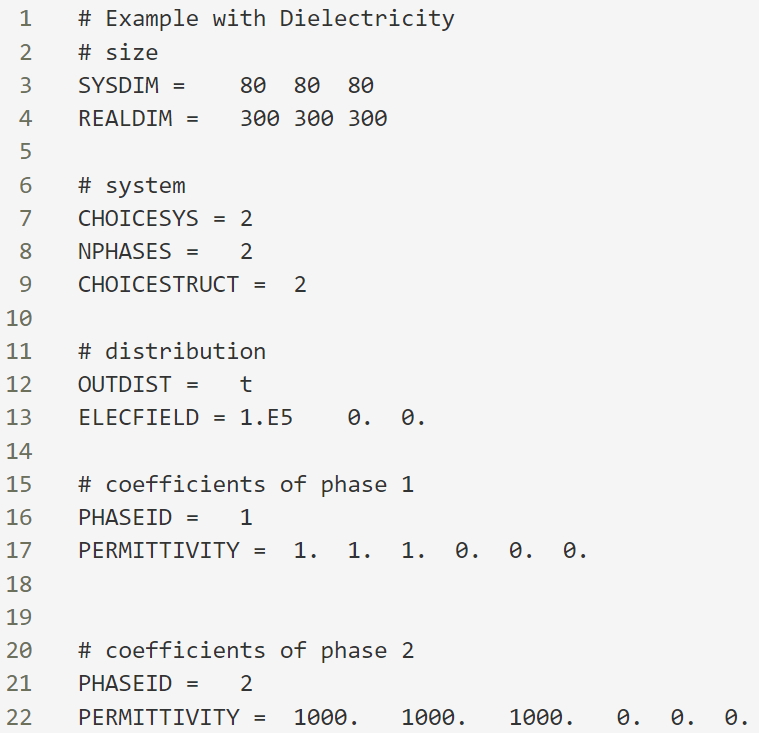 1 # Example with Dielectricity
2 # size
3 SYSDIM = 80 80 80
4 REALDIM = 300 300 300
5
6 # system
7 CHOICESYS = 2
8 NPHASES = 2
9 CHOICESTRUCT = 2
10
11 # distribution
12 OUTDIST = t
13 ELECFIELD = 1.E5 0. 0.
14
15 # coefficients of phase 1
16 PHASEID = 1
17 PERMITTIVITY = 1. 1. 1. 0. 0. 0.
18
19
20 # coefficients of phase 2
21 PHASEID = 2
22 PERMITTIVITY = 1000. 1000. 1000. 0. 0. 0.